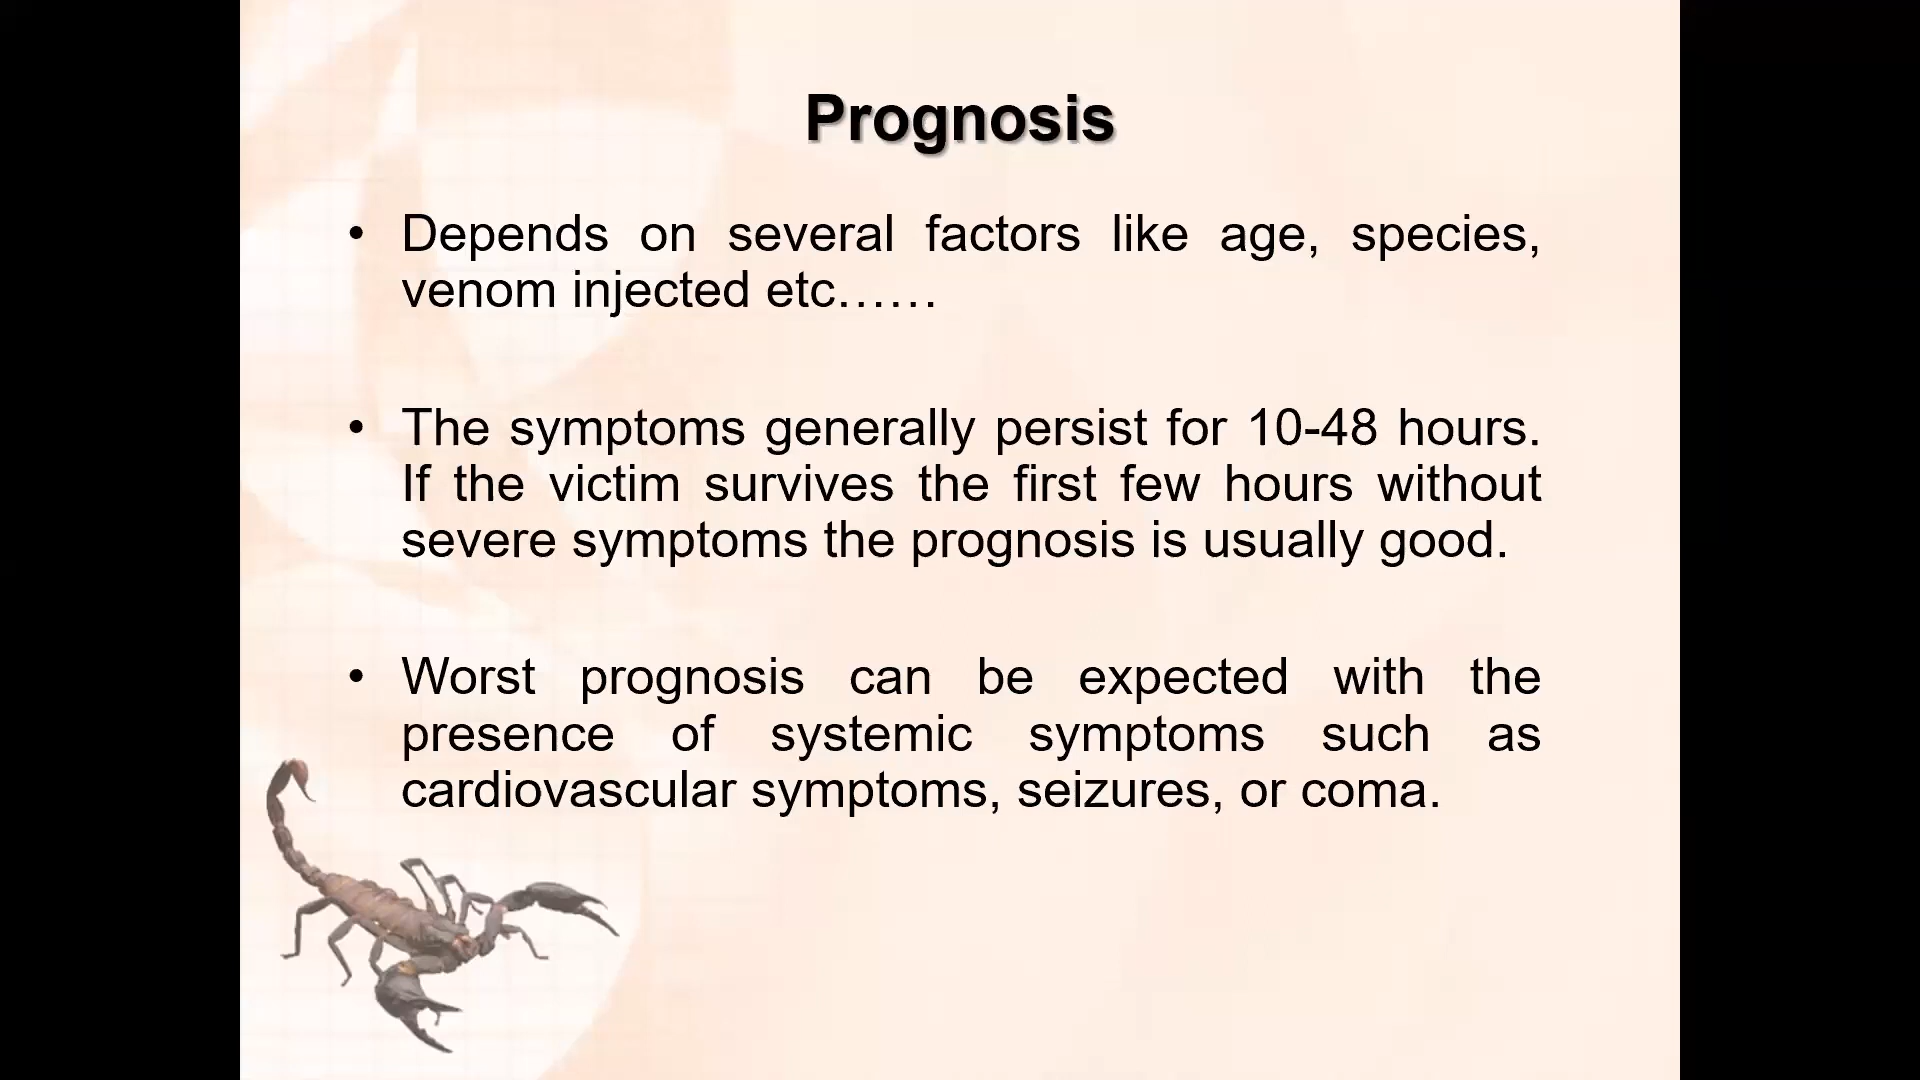 Prognosis
• Depends on several factors like age, species,
venom injected etc……
• The symptoms generally persist for 10-48 hours.
If the victim survives the first few hours without
severe symptoms the prognosis is usually good.
• Worst prognosis can be expected with the
presence of systemic symptoms such as
cardiovascular symptoms, seizures, or coma.